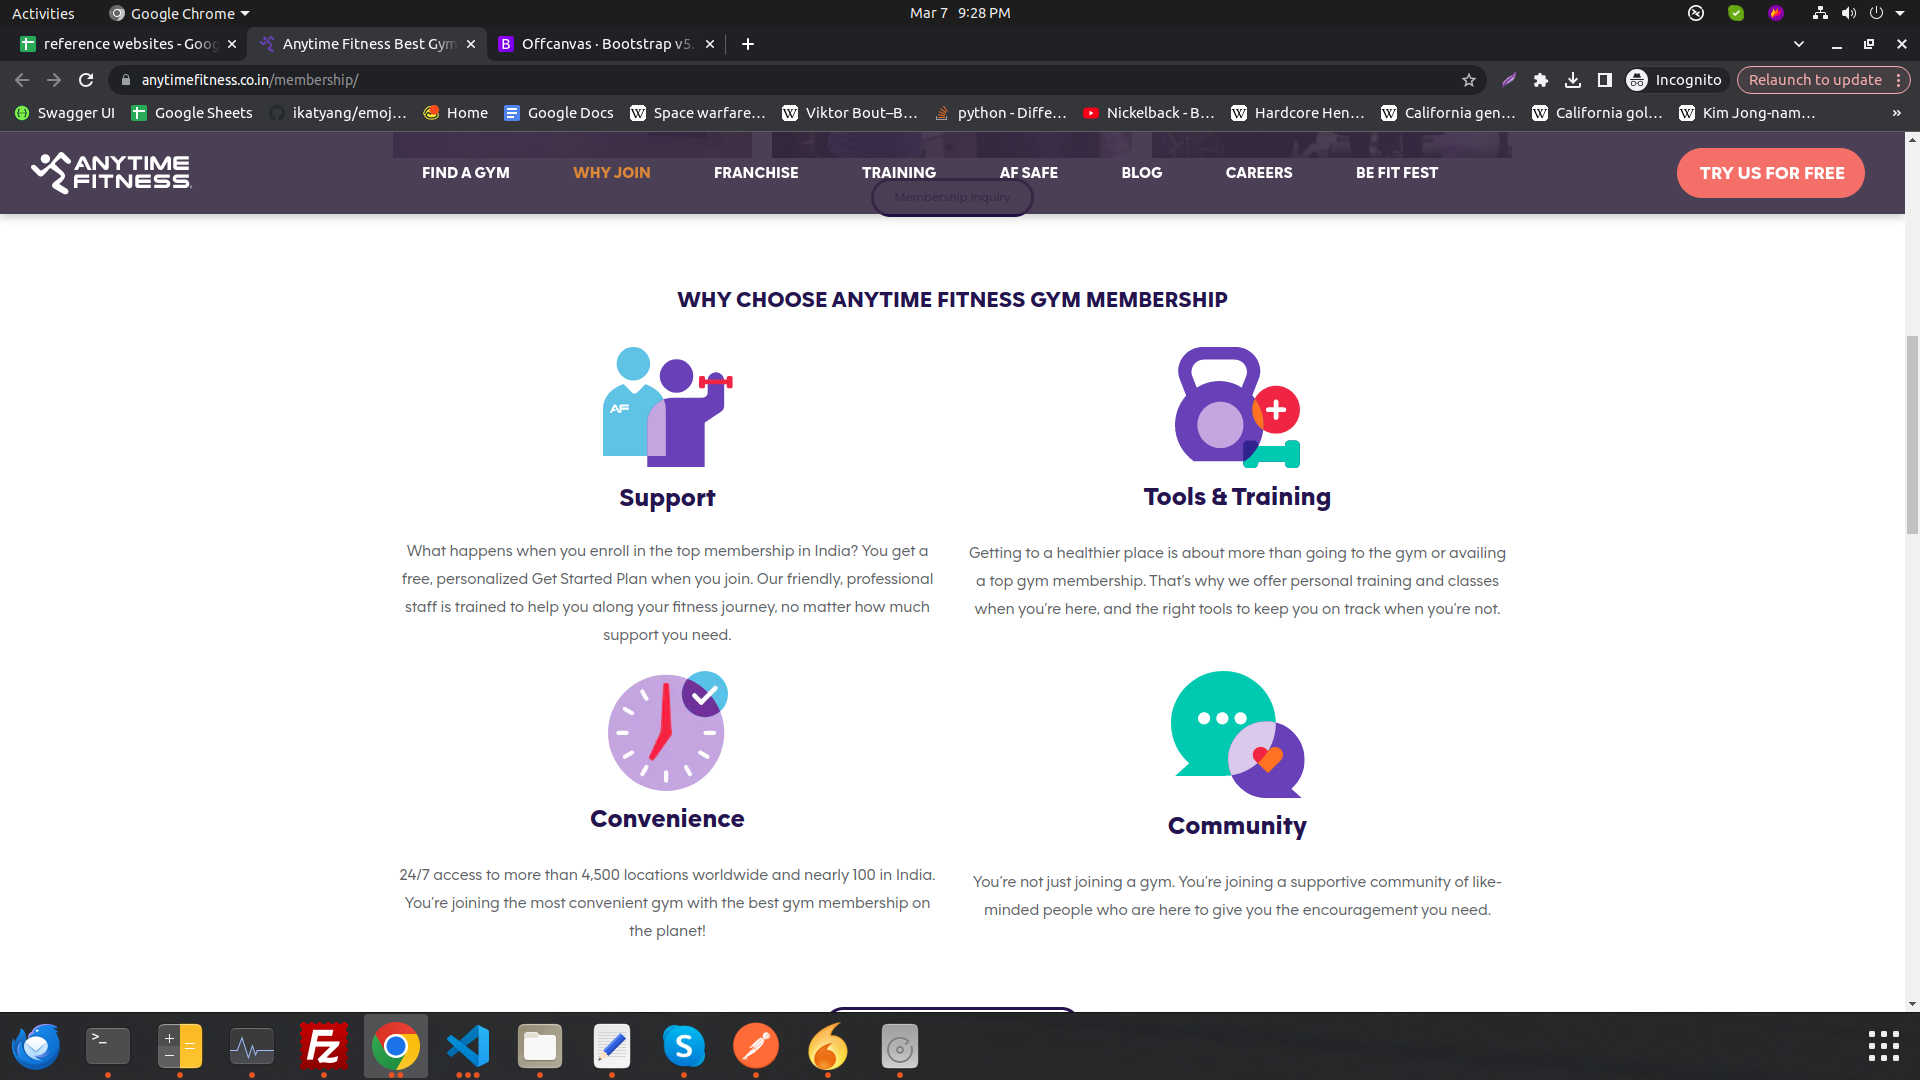 Activities
Google Chrome
Mar 7 9:28 PM
reference websites - Goog
Anytime Fitness Best Gym
B Offcanvas · Bootstrap v5.
anytimefitness.co.in/membership/
Incognito
Relaunch to update
Swagger UI
Google Sheets
ikatyang/emoj...
Home
Google Docs
W Space warfare...
W Viktor Bout–B...
python - Diffe...
Nickelback - B...
W Hardcore Hen...
W California gen...
W California gol...
W Kim Jong-nam...
»
ANYTIME
FITNESS
FIND A GYM
WHY JOIN
FRANCHISE
TRAINING
AF SAFE
BLOG
CAREERS
BE FIT FEST
TRY US FOR FREE
Membership Inquiry
WHY CHOOSE ANYTIME FITNESS GYM MEMBERSHIP
AF
Support
What happens when you enroll in the top membership in India? You get a
free, personalized Get Started Plan when you join. Our friendly, professional
staff is trained to help you along your fitness journey, no matter how much
support you need.
Tools & Training
Getting to a healthier place is about more than going to the gym or availing
a top gym membership. That's why we offer personal training and classes
when you're here, and the right tools to keep you on track when you're not.
Convenience
24/7 access to more than 4,500 locations worldwide and nearly 100 in India.
You're joining the most convenient gym with the best gym membership on
the planet!
Community
You're not just joining a gym. You're joining a supportive community of like-
minded people who are here to give you the encouragement you need.
>_
Fz
S